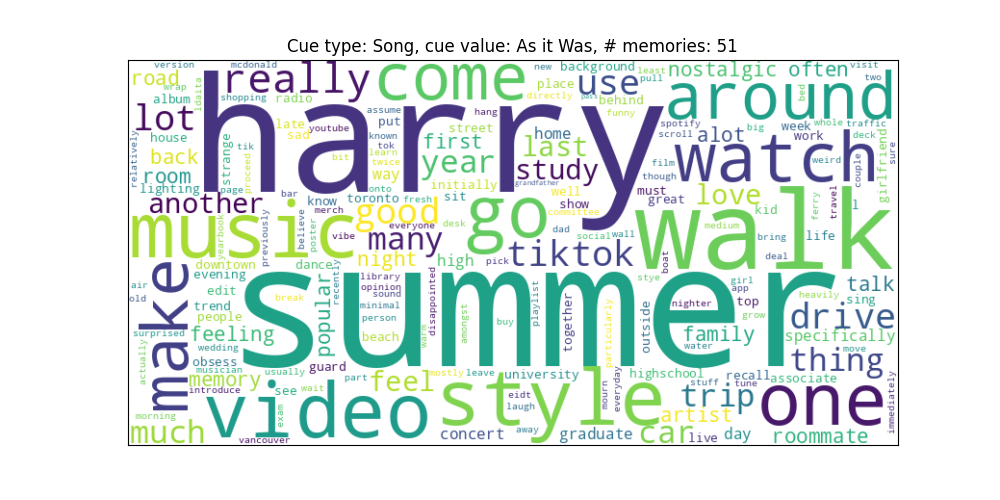 Cue type: Song, cue value: As it Was, # memories: 51
version mcdonald new background least nostalgic often visit
road wrap really come use pull around two
album shopping radio place directly behind bed
lot idaita youtube assume put hang funny spotify
harry
house late sad known street home alot big week whole traffic deck
back tik bit tok first last scroll watch work
room strange learn twice year study film weird couple girlfriend sure
relatively page proceed way grandfather though
lighting bar onto initially well must love travel
another know toronto fresh sit show great kid ferry l
music yearbook previously believe merch good everyone desk go committee dad social wall walk medium life
poster vibe many tiktok bring
downtown dance night high pick boat deal
air evening recently library summer stye girl app talk
old edit opinion sound disappointed playlist nighter top heavily sing
make trend popular break minimal buy together particularly outside grow drive
people person amongst family specifically
surprised feeling beach warm water move
actually wedding obsess guard part mostly leave university highschool recall tune thing
musician usually
memory see wait feel style stuff associate
introduce eidt mourn everyday trip one immediately
video laugh artist
morning exam
much vancouver concert away graduate car live day roommate